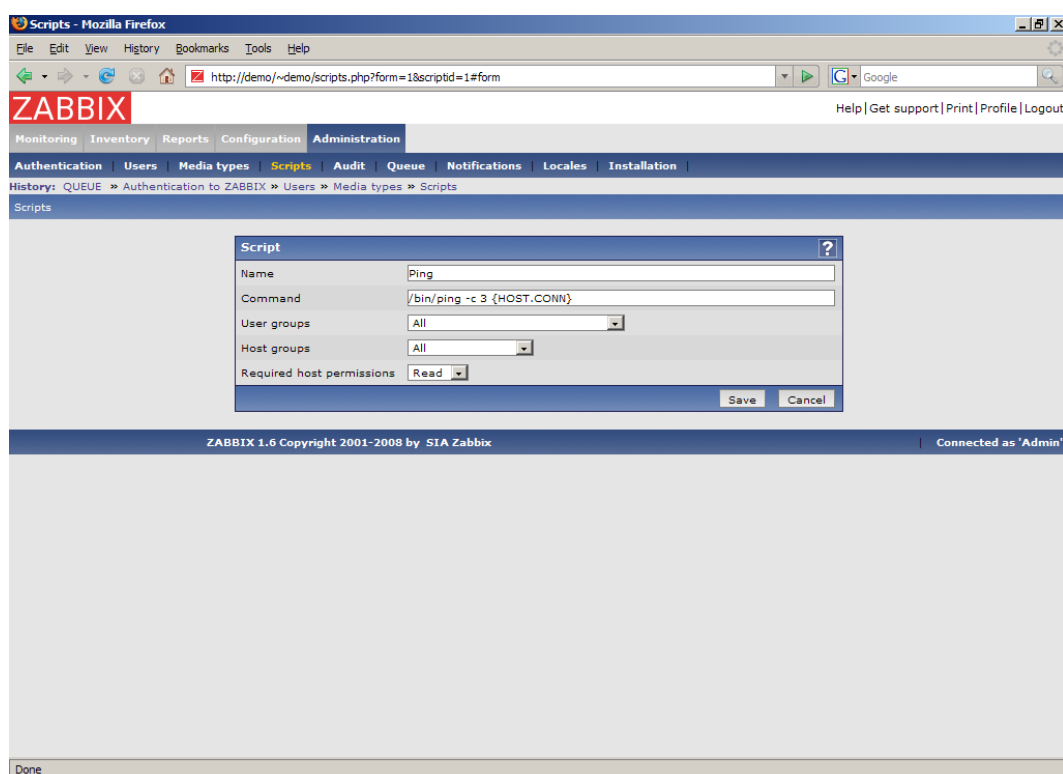 Scripts - Mozilla Firefox
File Edit View History Bookmarks Tools Help
http://demo/~demo/scripts.php?form=1&scriptid=1#form
G Google
ZABBIX
Help|Get support|Print|Profile|Logout
Monitoring Inventory Reports Configuration Administration
Authentication | Users | Media types | Scripts | Audit | Queue | Notifications | Locales | Installation |
History: QUEUE » Authentication to ZABBIX » Users » Media types » Scripts
Scripts
Script ?
Name Ping
Command /bin/ping -c 3 {HOST.CONN}
User groups All
Host groups All
Required host permissions Read
Save Cancel
ZABBIX 1.6 Copyright 2001-2008 by SIA Zabbix | Connected as 'Admin'
Done